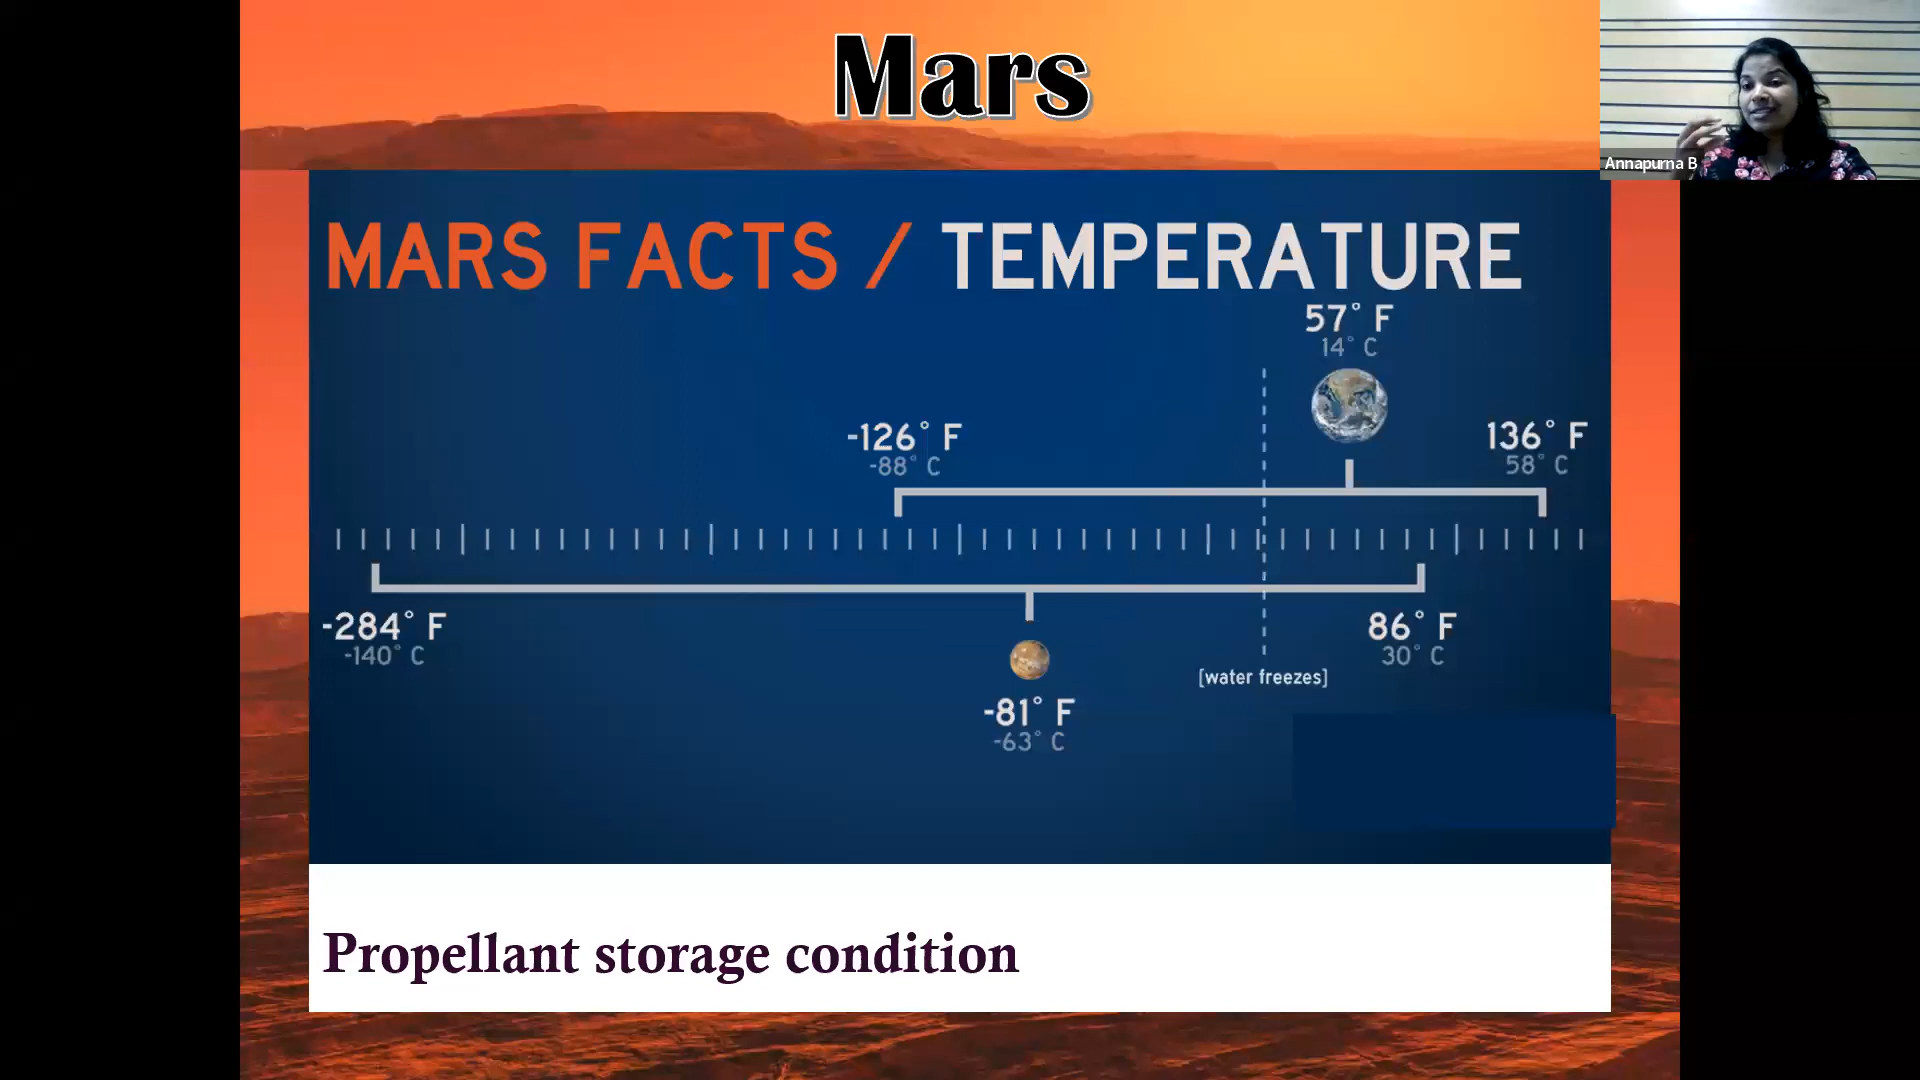 Mars
Annapurna B
MARS FACTS / TEMPERATURE
57° F
14° C
-126° F
-88° C
136° F
58° C
-284° F
-140° C
86° F
30° C
[water freezes]
-81° F
-63° C
Propellant storage condition